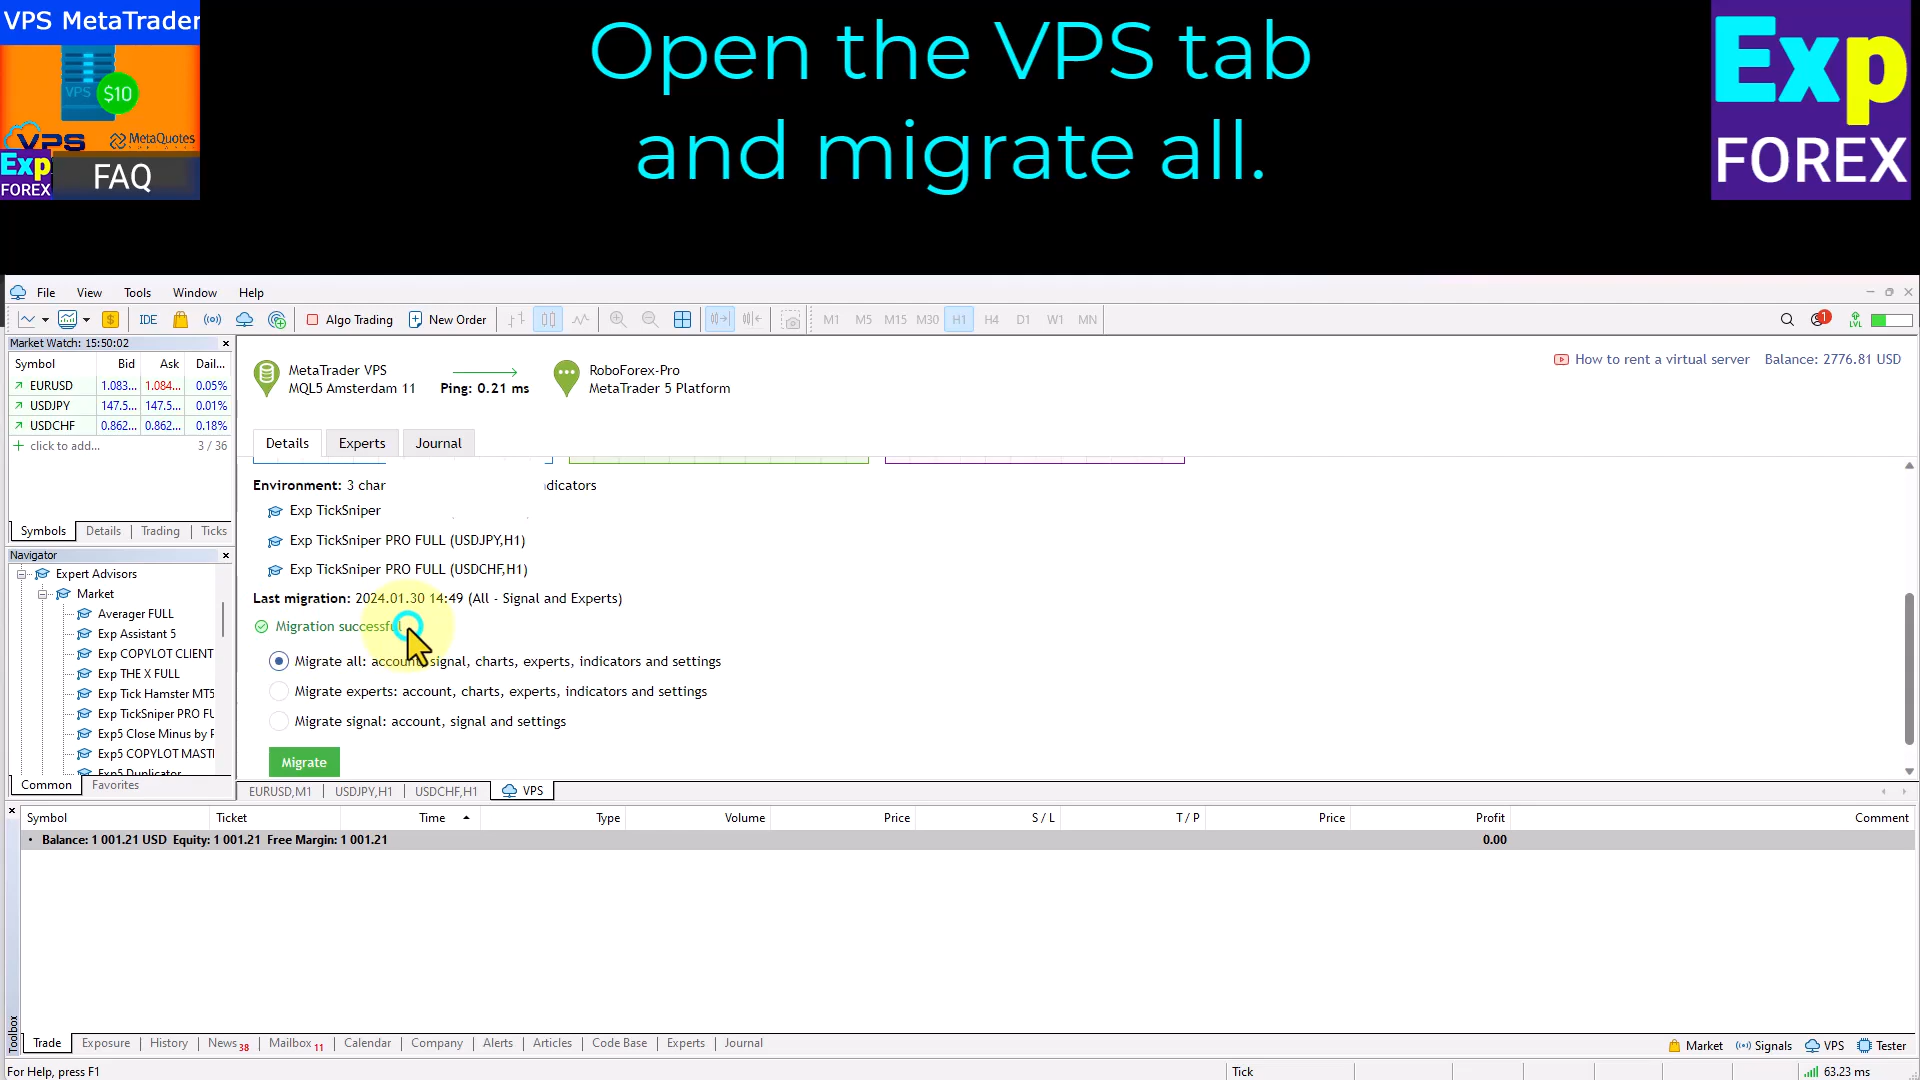 VPS MetaTrader
VPS $10
VPS MetaQuotes
Exp
FOREX
FAQ
Open the VPS tab
and migrate all.
Exp
FOREX
File View Tools Window Help
IDE Algo Trading New Order M1 M5 M15 M30 H1 H4 D1 W1 MN 1 LVL
Market Watch: 15:50:02
Symbol Bid Ask Dail...
EURUSD 1.083... 1.084... 0.05%
USDJPY 147.5... 147.5... 0.01%
USDCHF 0.862... 0.862... 0.18%
click to add... 3 / 36
Symbols Details Trading Ticks
Navigator
Expert Advisors
Market
Averager FULL
Exp Assistant 5
Exp COPYLOT CLIENT
Exp THE X FULL
Exp Tick Hamster MT5
Exp TickSniper PRO FU
Exp5 Close Minus by P
Exp5 COPYLOT MASTI
Exp5 Duplicator
Common Favorites
MetaTrader VPS
MQL5 Amsterdam 11
Ping: 0.21 ms
RoboForex-Pro
MetaTrader 5 Platform
How to rent a virtual server Balance: 2776.81 USD
Details Experts Journal
Environment: 3 char dicators
Exp TickSniper
Exp TickSniper PRO FULL (USDJPY,H1)
Exp TickSniper PRO FULL (USDCHF,H1)
Last migration: 2024.01.30 14:49 (All - Signal and Experts)
Migration successful
Migrate all: account, signal, charts, experts, indicators and settings
Migrate experts: account, charts, experts, indicators and settings
Migrate signal: account, signal and settings
Migrate
EURUSD,M1 USDJPY,H1 USDCHF,H1 VPS
Symbol Ticket Time Type Volume Price S / L T / P Price Profit Comment
Balance: 1 001.21 USD Equity: 1 001.21 Free Margin: 1 001.21 0.00
Toolbox
Trade Exposure History News 38 Mailbox 11 Calendar Company Alerts Articles Code Base Experts Journal
Market Signals VPS Tester
For Help, press F1 Tick 63.23 ms